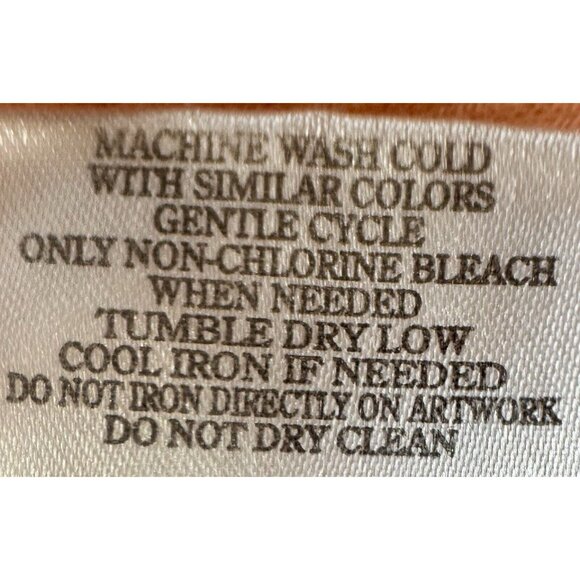 MACHINE WASH COLD
WITH SIMILAR COLORS
GENTLE CYCLE
ONLY NON-CHLORINE BLEACH
WHEN NEEDED
TUMBLE DRY LOW
COOL IRON IF NEEDED
DO NOT IRON DIRECTLY ON ARTWORK
DO NOT DRY CLEAN